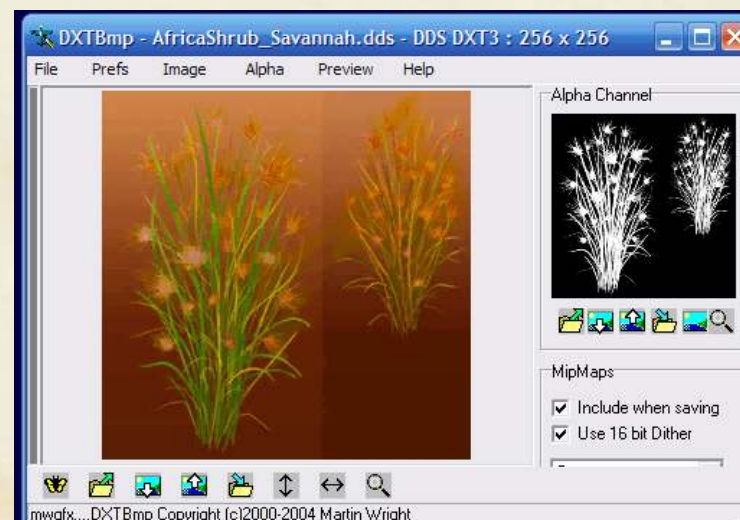 DXTBmp - AfricaShrub_Savannah.dds - DDS DXT3 : 256 x 256
File Prefs Image Alpha Preview Help
Alpha Channel
MipMaps
Include when saving
Use 16 bit Dither
mwgfx....DXTBmp Copyright (c)2000-2004 Martin Wright